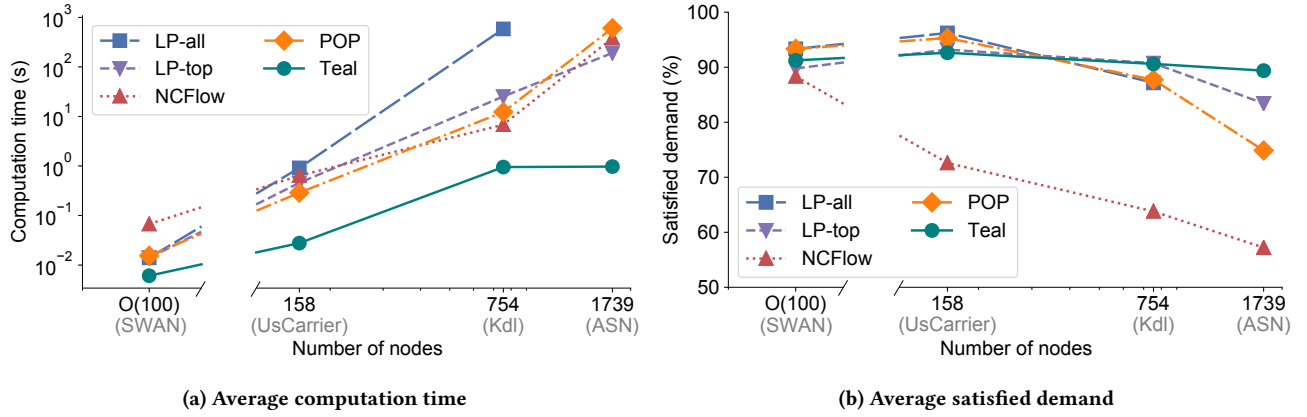 Computation time (s)
10³
10²
10¹
10⁰
10⁻¹
10⁻²
LP-all
LP-top
NCFlow
POP
Teal
O(100)
(SWAN)
158
(UsCarrier)
754
(Kdl)
1739
(ASN)
Number of nodes
(a) Average computation time
Satisfied demand (%)
100
90
80
70
60
50
LP-all
LP-top
NCFlow
POP
Teal
O(100)
(SWAN)
158
(UsCarrier)
754
(Kdl)
1739
(ASN)
Number of nodes
(b) Average satisfied demand